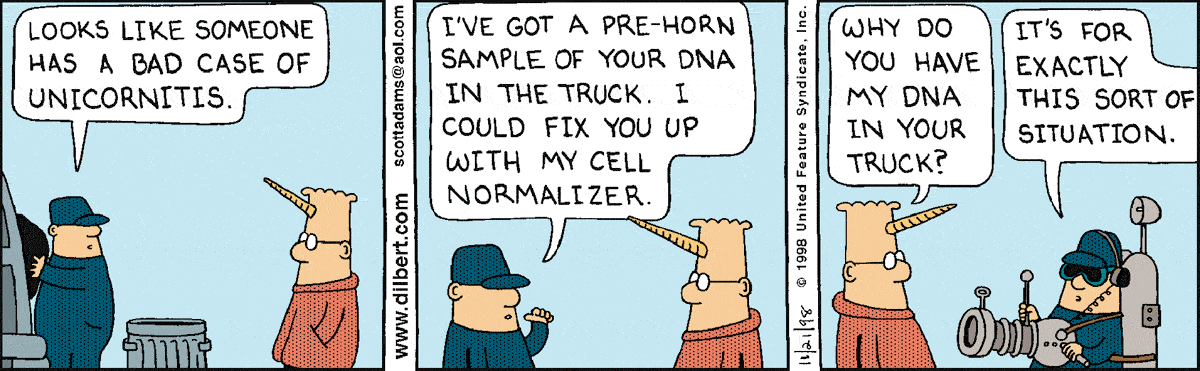 LOOKS LIKE SOMEONE
HAS A BAD CASE OF
UNICORNITIS.
www.dilbert.com scottadams@aol.com
I'VE GOT A PRE-HORN
SAMPLE OF YOUR DNA
IN THE TRUCK. I
COULD FIX YOU UP
WITH MY CELL
NORMALIZER.
11/21/98 © 1998 United Feature Syndicate, Inc.
WHY DO
YOU HAVE
MY DNA
IN YOUR
TRUCK?
IT'S FOR
EXACTLY
THIS SORT OF
SITUATION.